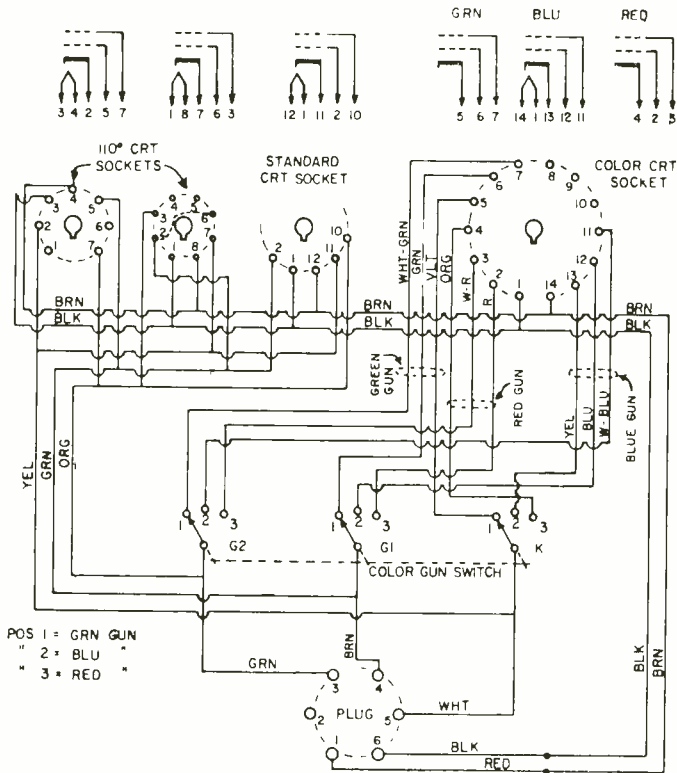 GRN BLU RED
3 4 2 5 7
1 8 7 6 3
12 1 11 2 10
5 6 7
14 1 13 12 11
4 2 3
110° CRT
SOCKETS
STANDARD
CRT SOCKET
COLOR CRT
SOCKET
1 2 3 4 5 6 7
2 3 4 5 6 7 8
2 1 12 11 10
1 2 3 4 5 6 7 8 9 10 11 12 13 14
WHT-GRN
GRN
VLT
ORG
W-R
R
BRN
BLK
BRN
BLK
BRN
BLK
GREEN
GUN
RED GUN
YEL
BLU
W-BLU
BLUE GUN
YEL
GRN
ORG
1 2 3
G2
1 2 3
G1
1 2 3
K
COLOR GUN SWITCH
POS 1 = GRN GUN
" 2 = BLU "
" 3 = RED "
GRN
BRN
WHT
BLK
BRN
3 4
2 PLUG 5
1 6
BLK
RED